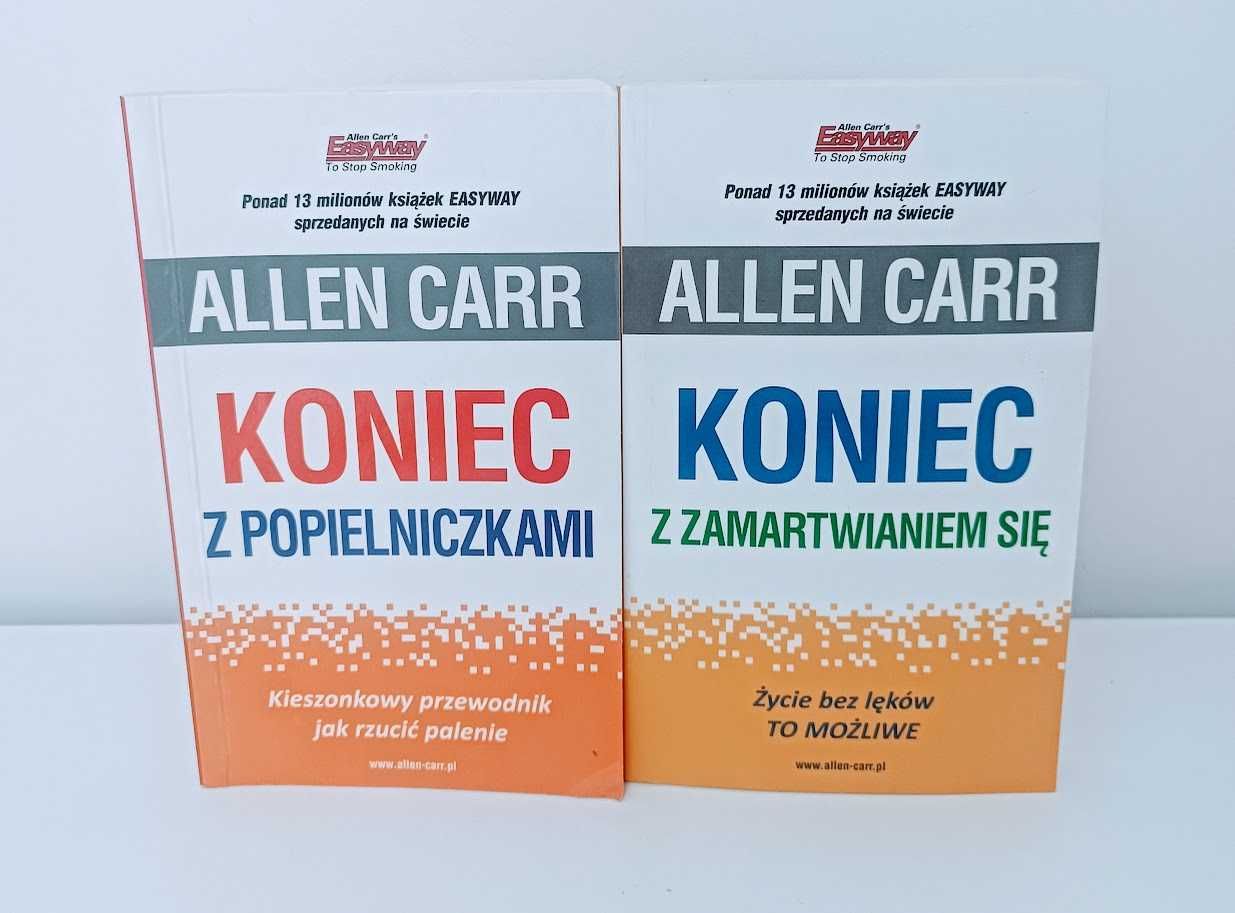 Allen Carr's
Easyway®
To Stop Smoking
Ponad 13 milionów książek EASYWAY
sprzedanych na świecie
ALLEN CARR
KONIEC
Z POPIELNICZKAMI
Kieszonkowy przewodnik
jak rzucić palenie
www.allen-carr.pl
Allen Carr's
Easyway®
To Stop Smoking
Ponad 13 milionów książek EASYWAY
sprzedanych na świecie
ALLEN CARR
KONIEC
Z ZAMARTWIANIEM SIĘ
Życie bez lęków
TO MOŻLIWE
www.allen-carr.pl